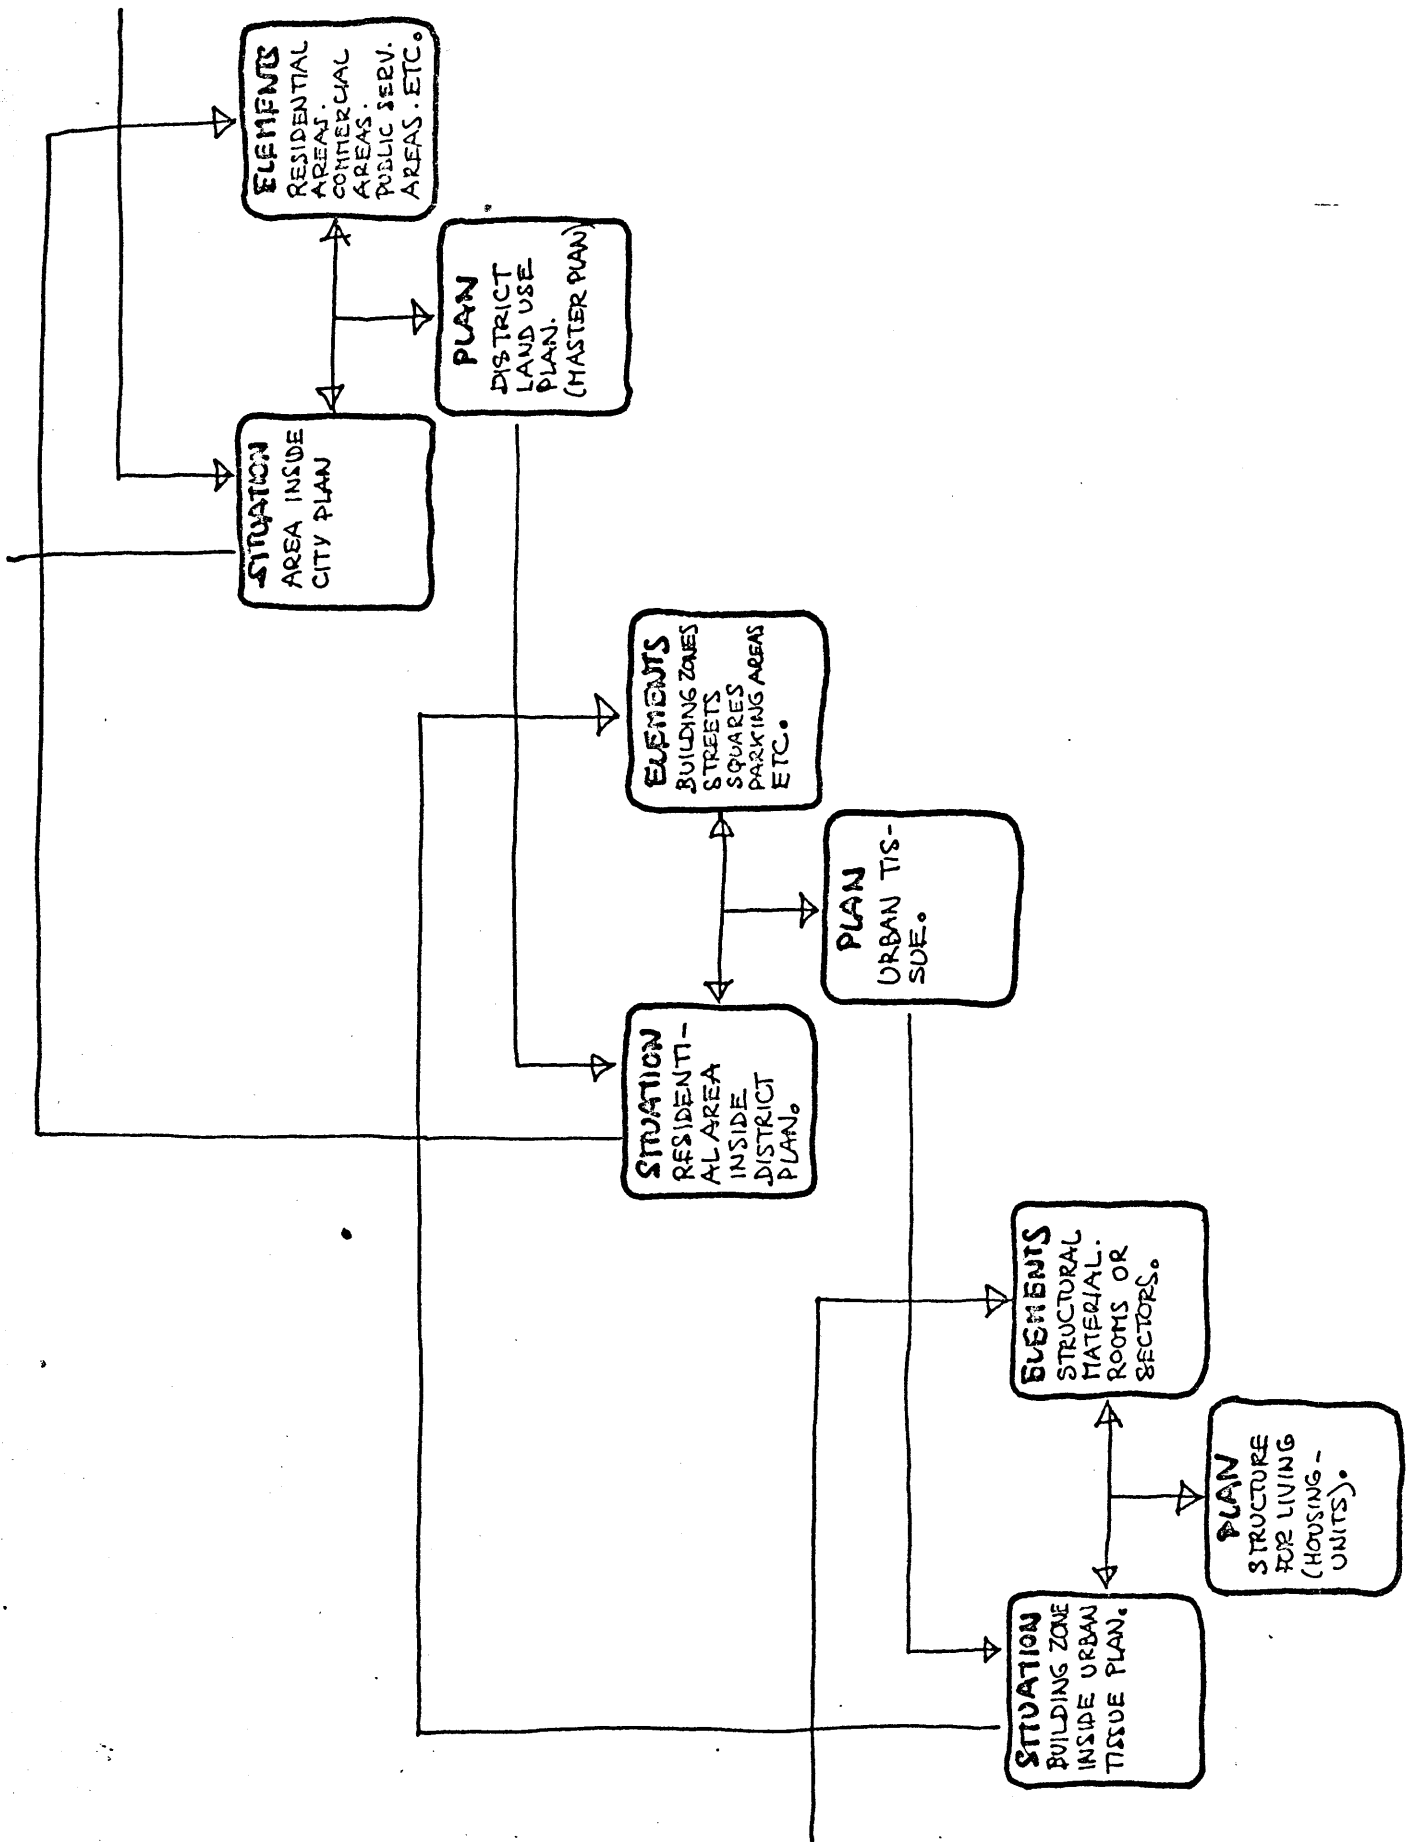 SITUATION
AREA INSIDE
CITY PLAN
ELEMENTS
RESIDENTIAL
AREAS.
COMMERCIAL
AREAS.
PUBLIC SERV.
AREAS. ETC.
PLAN
DISTRICT
LAND USE
PLAN.
(MASTER PLAN)
SITUATION
RESIDENTI-
AL AREA
INSIDE
DISTRICT
PLAN.
ELEMENTS
BUILDING ZONES
STREETS
SQUARES
PARKING AREAS
ETC.
PLAN
URBAN TIS-
SUE.
SITUATION
BUILDING ZONE
INSIDE URBAN
TISSUE PLAN.
ELEMENTS
STRUCTURAL
MATERIAL.
ROOMS OR
SECTORS.
PLAN
STRUCTURE
FOR LIVING
(HOUSING-
UNITS).